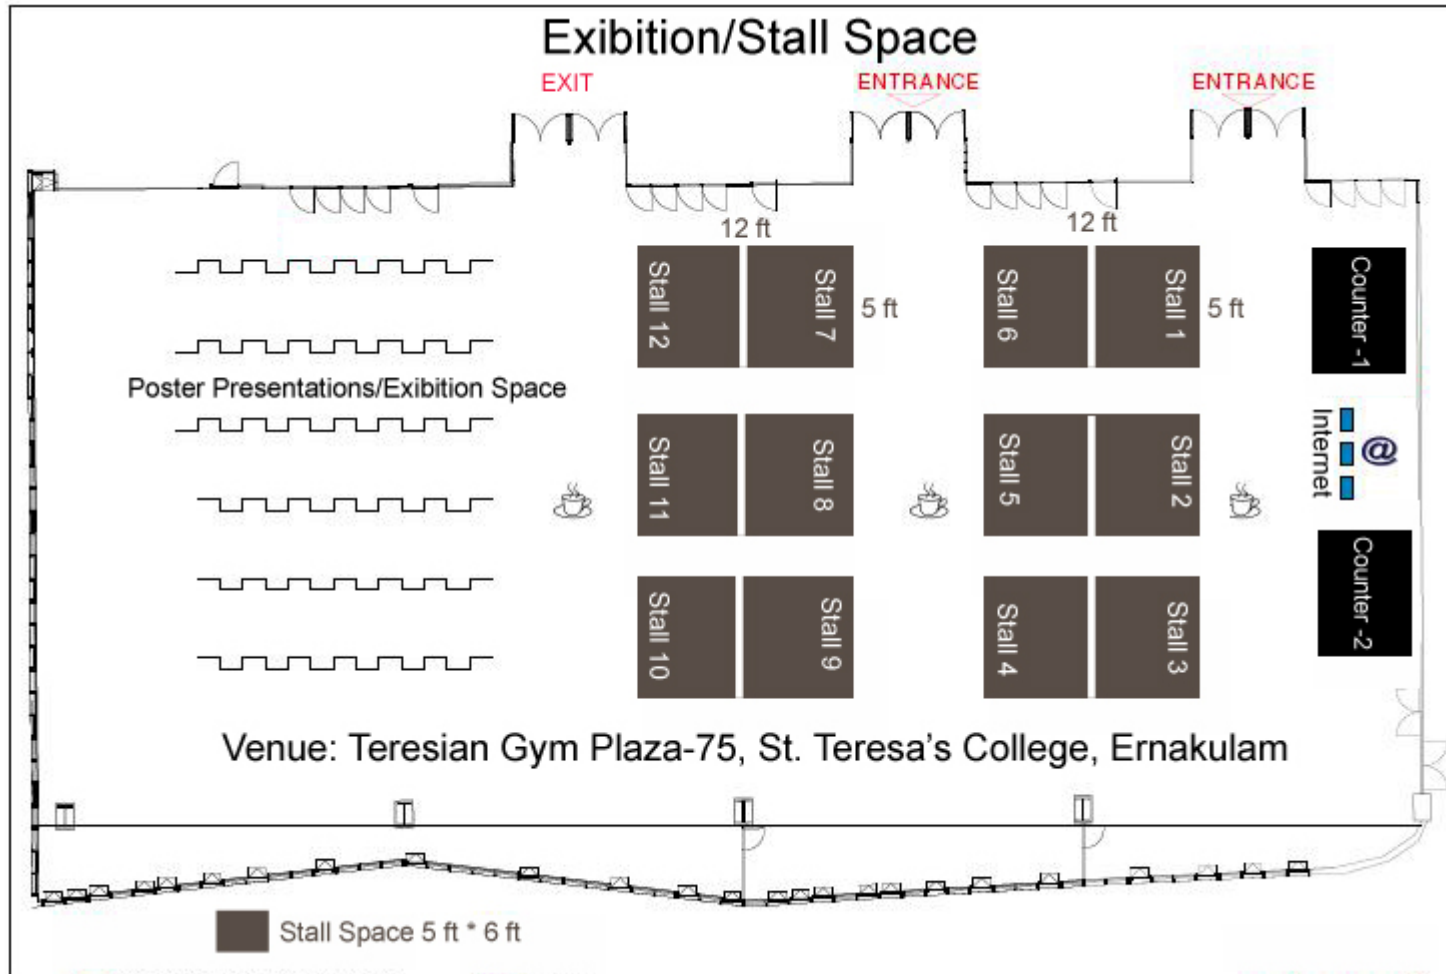 Exibition/Stall Space
EXIT
ENTRANCE
ENTRANCE
12 ft
12 ft
Stall 12
Stall 7
5 ft
Stall 6
Stall 1
5 ft
Counter -1
Poster Presentations/Exibition Space
Stall 11
Stall 8
Stall 5
Stall 2
Internet
@
Stall 10
Stall 9
Stall 4
Stall 3
Counter -2
Venue: Teresian Gym Plaza-75, St. Teresa's College, Ernakulam
Stall Space 5 ft * 6 ft